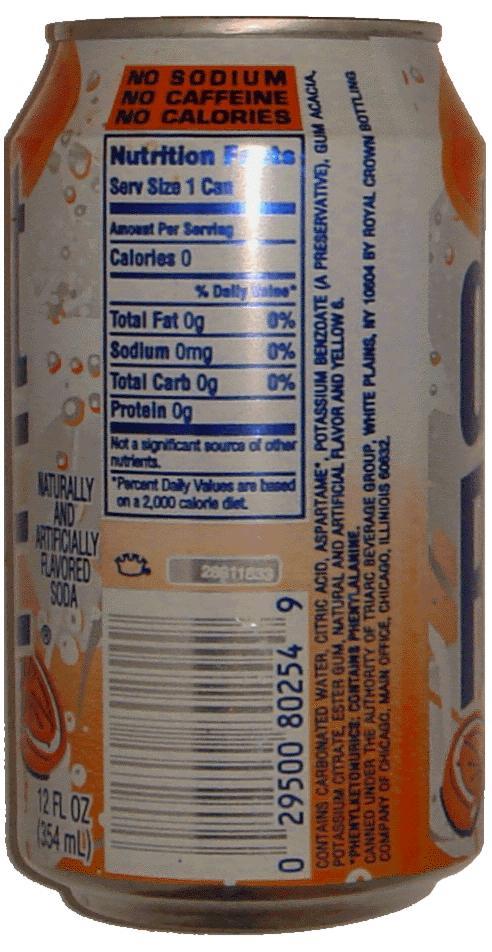 NO SODIUM
NO CAFFEINE
NO CALORIES
Nutrition Facts
Serv Size 1 Can
Amount Per Serving
Calories 0
% Daily Value*
Total Fat 0g 0%
Sodium 0mg 0%
Total Carb 0g 0%
Protein 0g
Not a significant source of other
nutrients.
*Percent Daily Values are based
on a 2,000 calorie diet.
NATURALLY
AND
ARTIFICIALLY
FLAVORED
SODA
®
12 FL OZ
(354 mL)
0 29500 80254 9
CONTAINS CARBONATED WATER, CITRIC ACID, ASPARTAME*, POTASSIUM BENZOATE (A PRESERVATIVE), GUM ACACIA,
POTASSIUM CITRATE, ESTER GUM, NATURAL AND ARTIFICIAL FLAVOR AND YELLOW 6.
*PHENYLKETONURICS: CONTAINS PHENYLALANINE.
CANNED UNDER THE AUTHORITY OF TRIARC BEVERAGE GROUP, WHITE PLAINS, NY 10604 BY ROYAL CROWN BOTTLING
COMPANY OF CHICAGO, MAIN OFFICE, CHICAGO, ILLINOIS 60632.